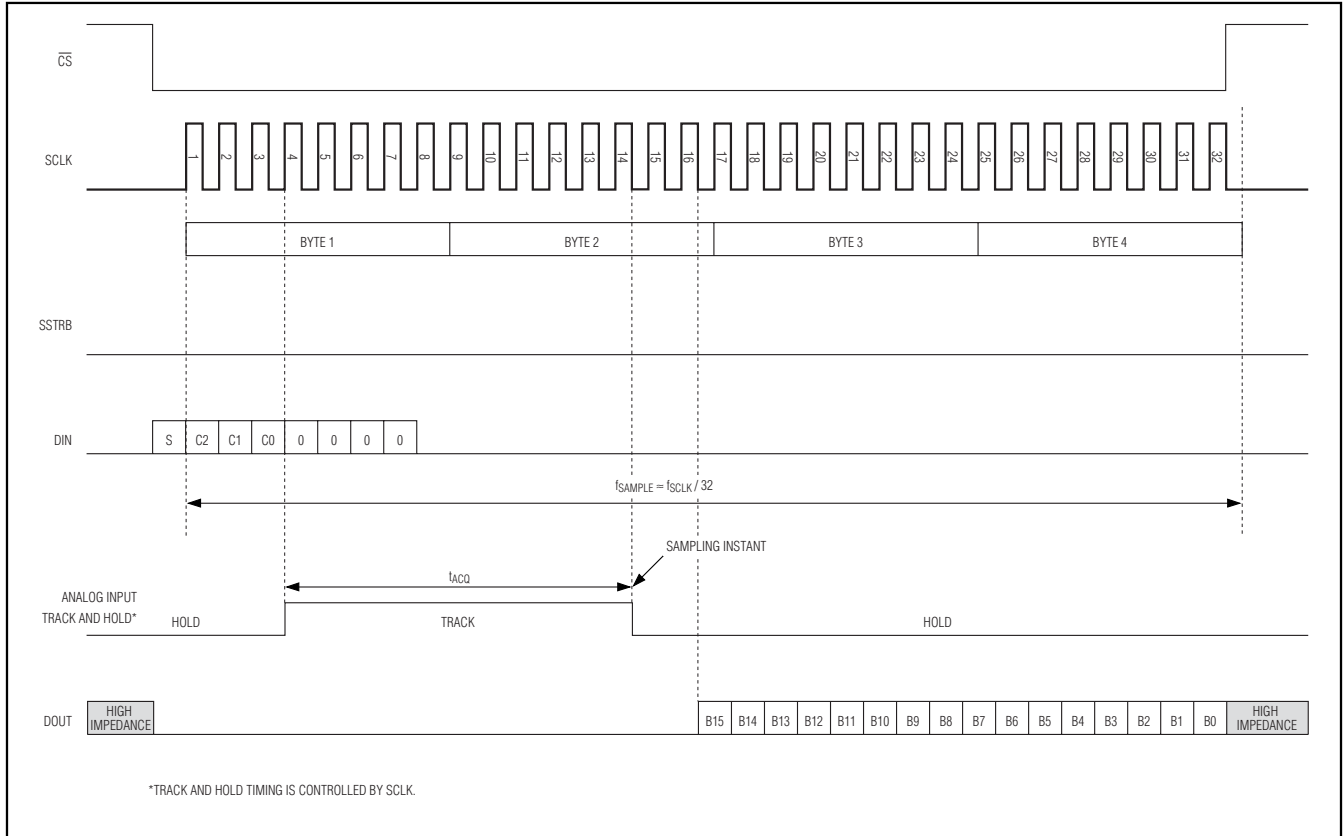 CS
SCLK
1 2 3 4 5 6 7 8 9 10 11 12 13 14 15 16 17 18 19 20 21 22 23 24 25 26 27 28 29 30 31 32
BYTE 1 BYTE 2 BYTE 3 BYTE 4
SSTRB
DIN
S C2 C1 C0 0 0 0 0
fSAMPLE = fSCLK / 32
SAMPLING INSTANT
tACQ
ANALOG INPUT
TRACK AND HOLD*
HOLD TRACK HOLD
DOUT
HIGH
IMPEDANCE
B15 B14 B13 B12 B11 B10 B9 B8 B7 B6 B5 B4 B3 B2 B1 B0
HIGH
IMPEDANCE
*TRACK AND HOLD TIMING IS CONTROLLED BY SCLK.